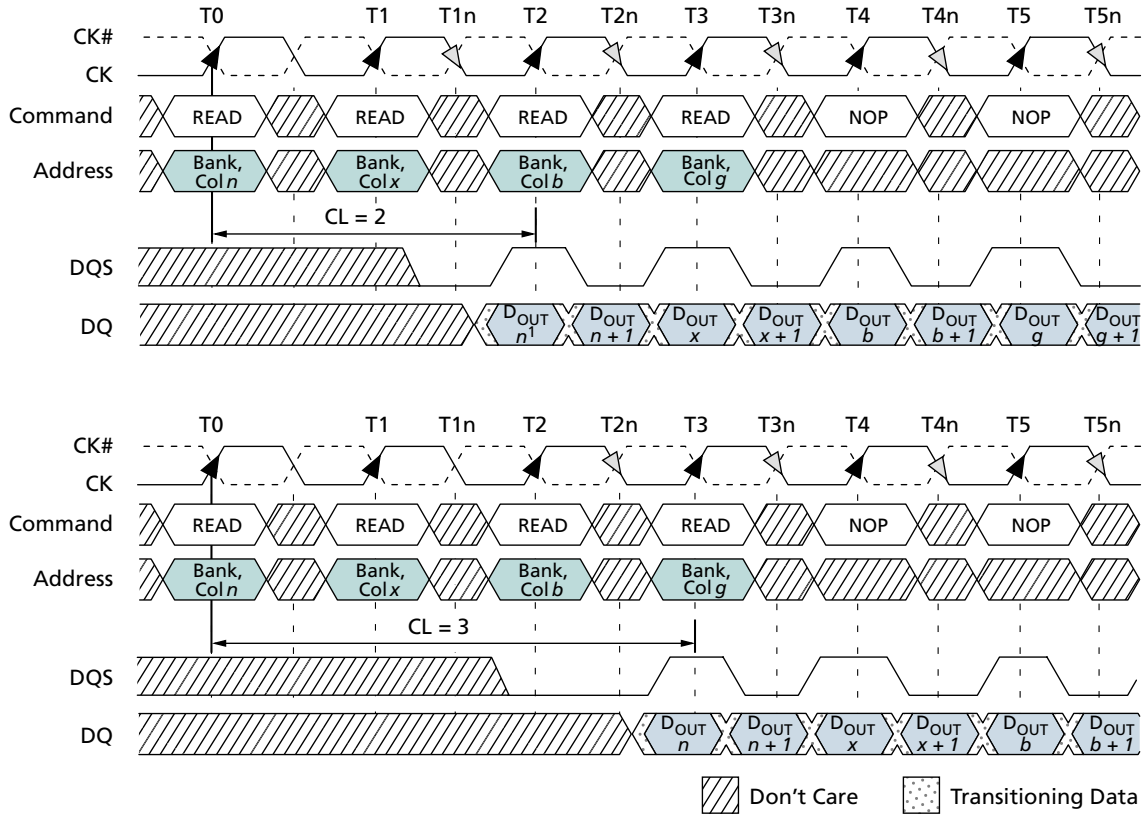 T0 T1 T1n T2 T2n T3 T3n T4 T4n T5 T5n
CK#
CK
Command READ READ READ READ NOP NOP
Address Bank, Col n Bank, Col x Bank, Col b Bank, Col g
CL = 2
DQS
DQ DOUT n1 DOUT n + 1 DOUT x DOUT x + 1 DOUT b DOUT b + 1 DOUT g DOUT g + 1
T0 T1 T1n T2 T2n T3 T3n T4 T4n T5 T5n
CK#
CK
Command READ READ READ READ NOP NOP
Address Bank, Col n Bank, Col x Bank, Col b Bank, Col g
CL = 3
DQS
DQ DOUT n DOUT n + 1 DOUT x DOUT x + 1 DOUT b DOUT b + 1
Don't Care Transitioning Data